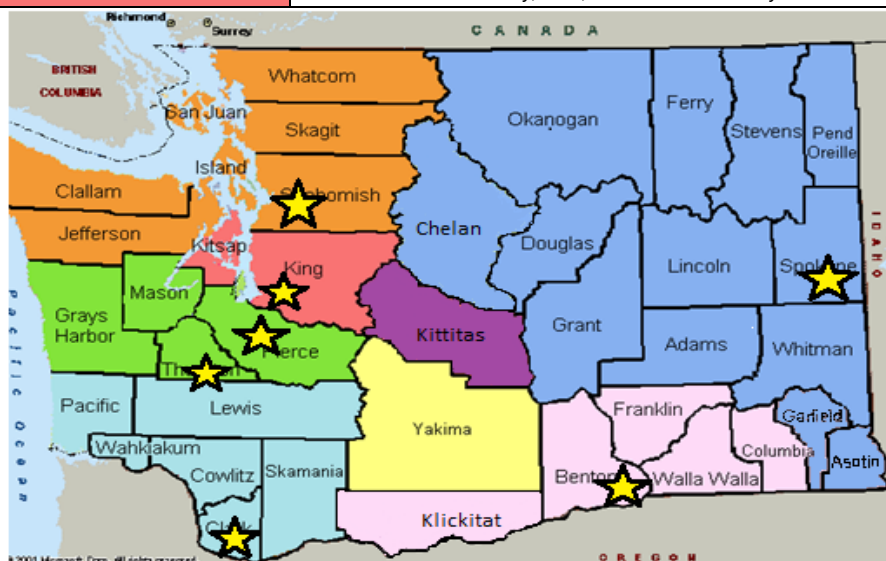 Richmond
Surrey
CANADA
BRITISH
COLUMBIA
Whatcom
San Juan
Skagit
Okanogan
Ferry
Stevens
Pend
Oreille
Island
Clallam
Snohomish
Jefferson
Chelan
Kitsap
King
Douglas
Lincoln
Spokane
IDAHO
Mason
Grays
Harbor
Kittitas
Grant
Pierce
Adams
Whitman
Thurston
Pacific Ocean
Pacific
Lewis
Franklin
Garfield
Yakima
Wahkiakum
Cowlitz
Skamania
Benton
Walla Walla
Columbia
Asotin
Klickitat
Clark
OREGON